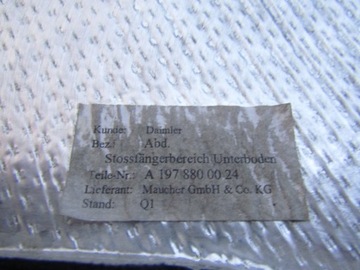 Kunde: Daimler
Bez.: Abd.
Stossfängerbereich Unterboden
Teile-Nr.: A 197 880 00 24
Lieferant: Maucher GmbH & Co. KG
Stand: Q1